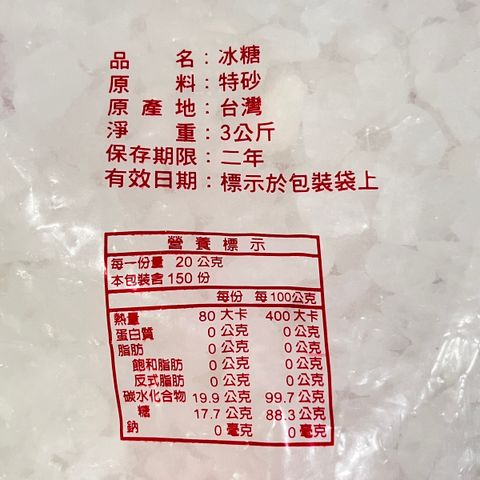 品名:冰糖
原料:特砂
原產地:台灣
淨重:3公斤
保存期限:二年
有效日期:標示於包裝袋上
營養標示
每一份量 20 公克
本包裝含 150 份
每份 每100公克
熱量 80 大卡 400 大卡
蛋白質 0 公克 0 公克
脂肪 0 公克 0 公克
飽和脂肪 0 公克 0 公克
反式脂肪 0 公克 0 公克
碳水化合物 19.9 公克 99.7 公克
糖 17.7 公克 88.3 公克
鈉 0 毫克 0 毫克